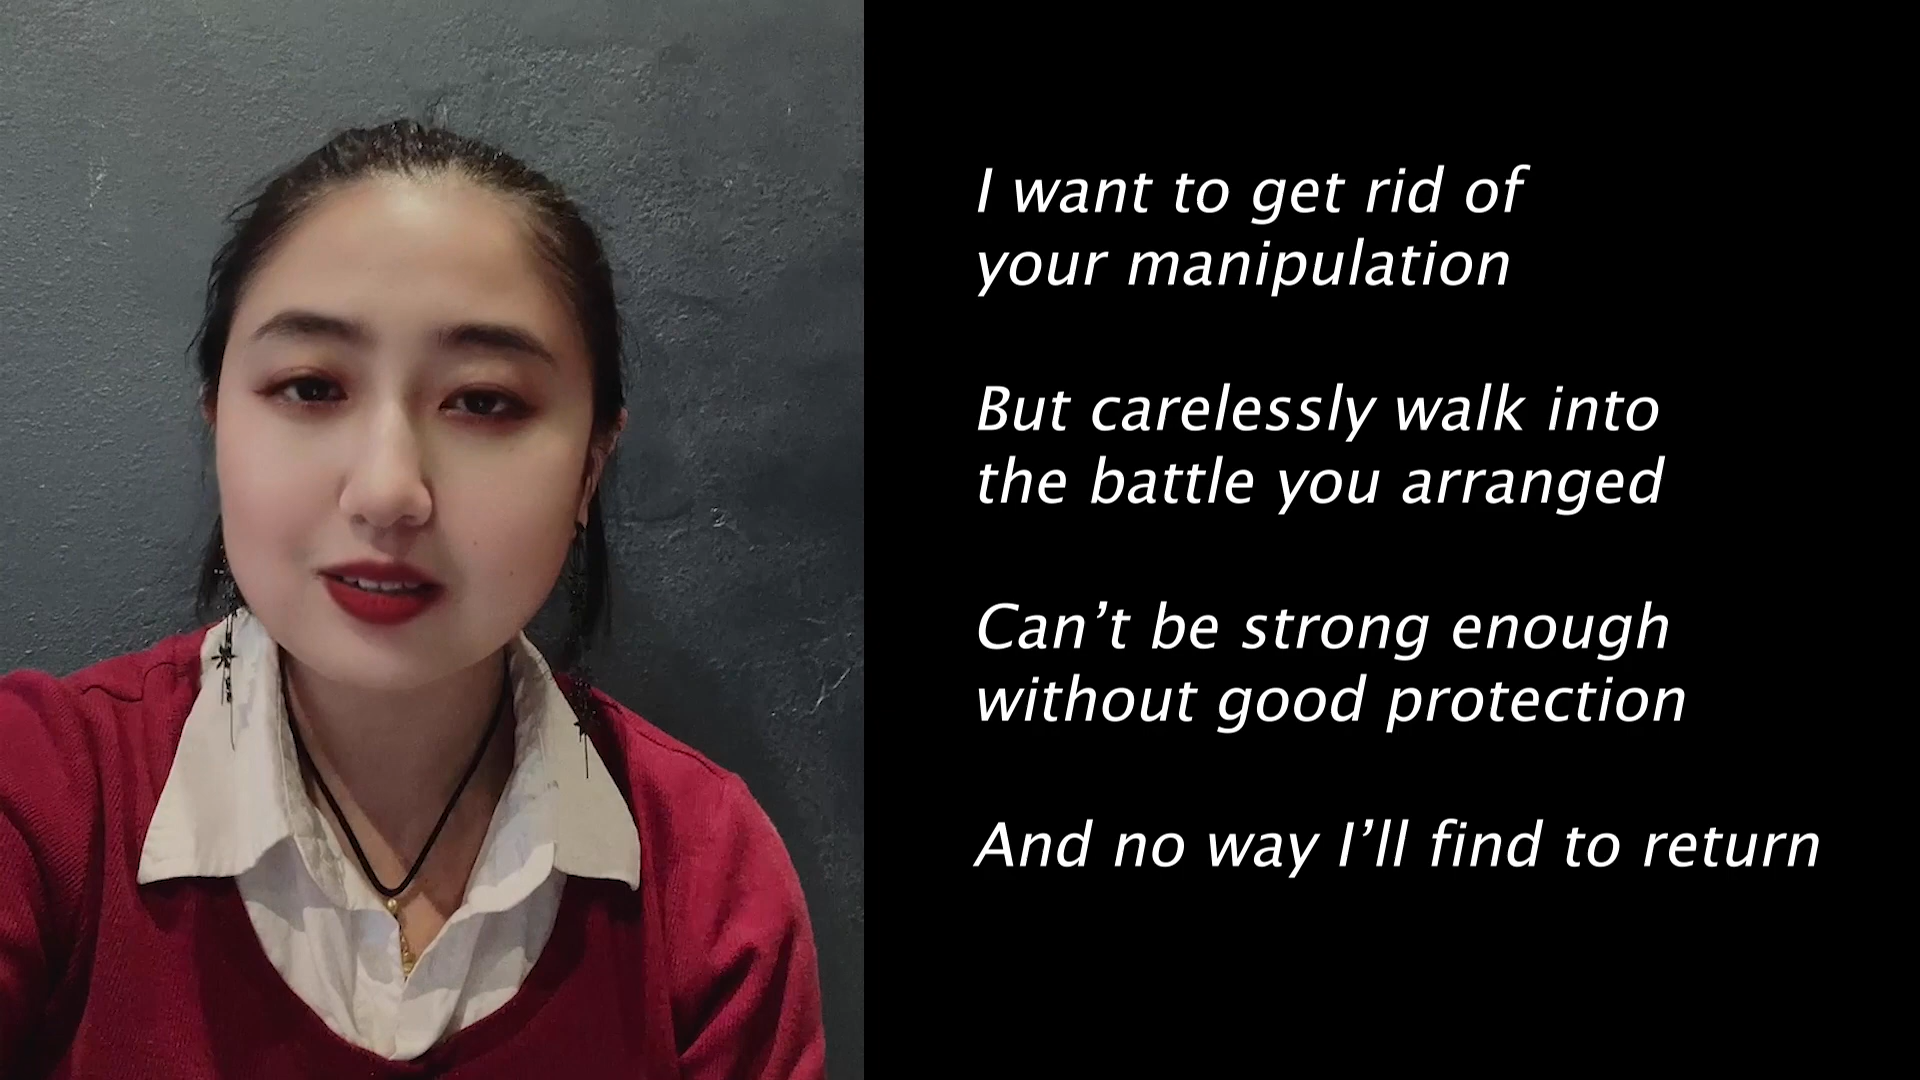 I want to get rid of
your manipulation
But carelessly walk into
the battle you arranged
Can’t be strong enough
without good protection
And no way I’ll find to return